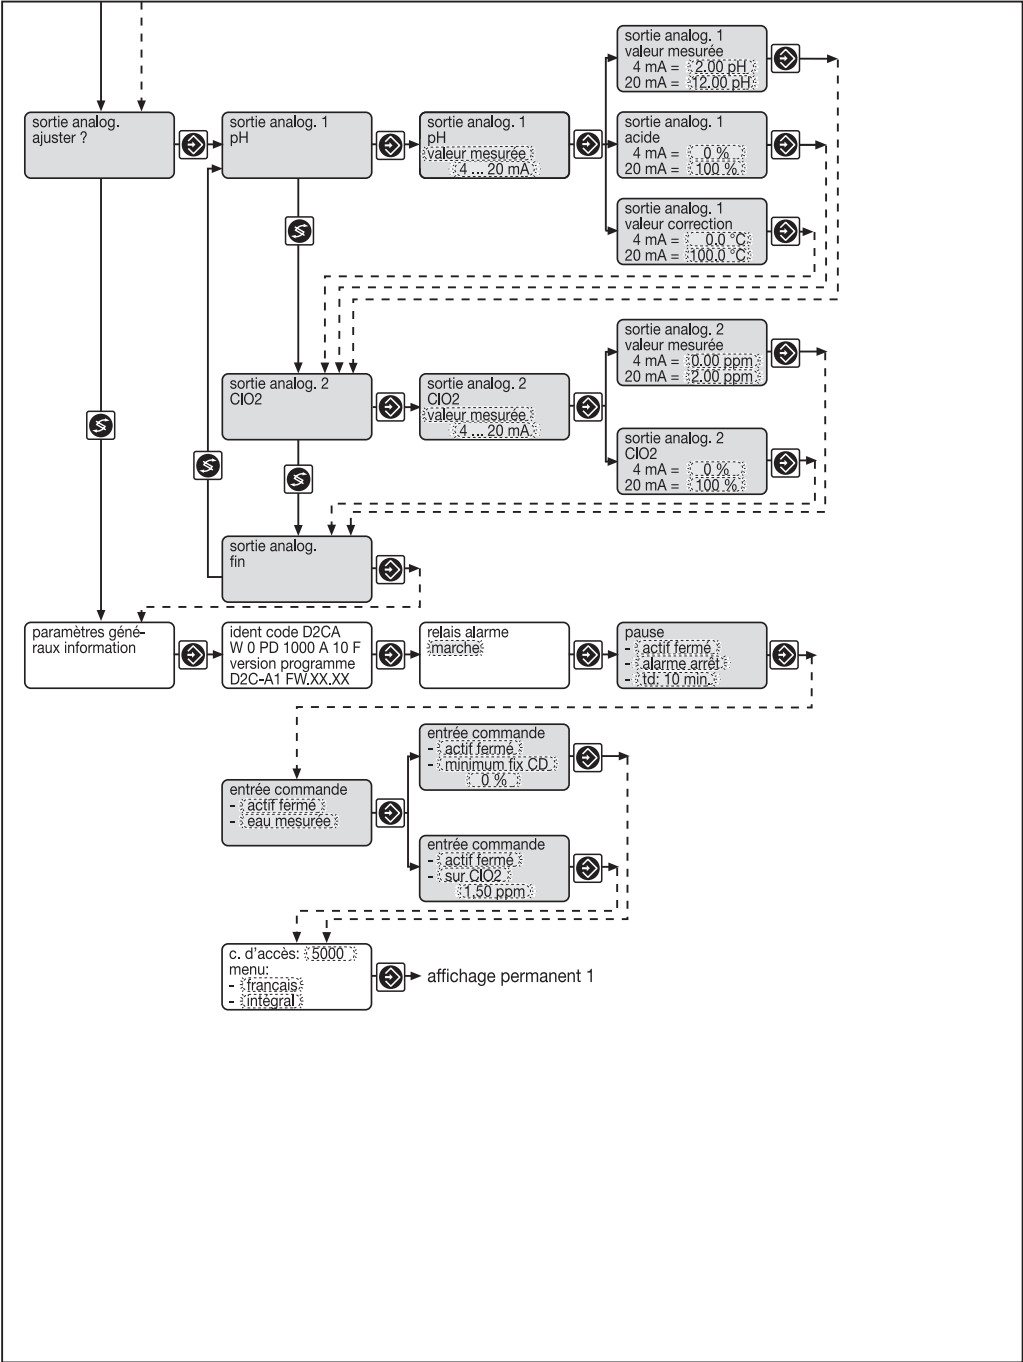 sortie analog.
ajuster ?
sortie analog. 1
pH
sortie analog. 1
pH
valeur mesurée
4 ... 20 mA
sortie analog. 1
valeur mesurée
4 mA = 2.00 pH
20 mA = 12.00 pH
sortie analog. 1
acide
4 mA = 0 %
20 mA = 100 %
sortie analog. 1
valeur correction
4 mA = 0.0 °C
20 mA = 100.0 °C
sortie analog. 2
ClO2
sortie analog. 2
ClO2
valeur mesurée
4 ... 20 mA
sortie analog. 2
valeur mesurée
4 mA = 0.00 ppm
20 mA = 2.00 ppm
sortie analog. 2
ClO2
4 mA = 0 %
20 mA = 100 %
sortie analog.
fin
paramètres géné-
raux information
ident code D2CA
W 0 PD 1000 A 10 F
version programme
D2C-A1 FW.XX.XX
relais alarme
marche
pause
- actif fermé
- alarme arrêt
- td: 10 min.
entrée commande
- actif fermé
- eau mesurée
entrée commande
- actif fermé
- minimum fix CD
0 %
entrée commande
- actif fermé
- sur ClO2
1,50 ppm
c. d'accès: 5000
menu:
- français
- intégral
affichage permanent 1